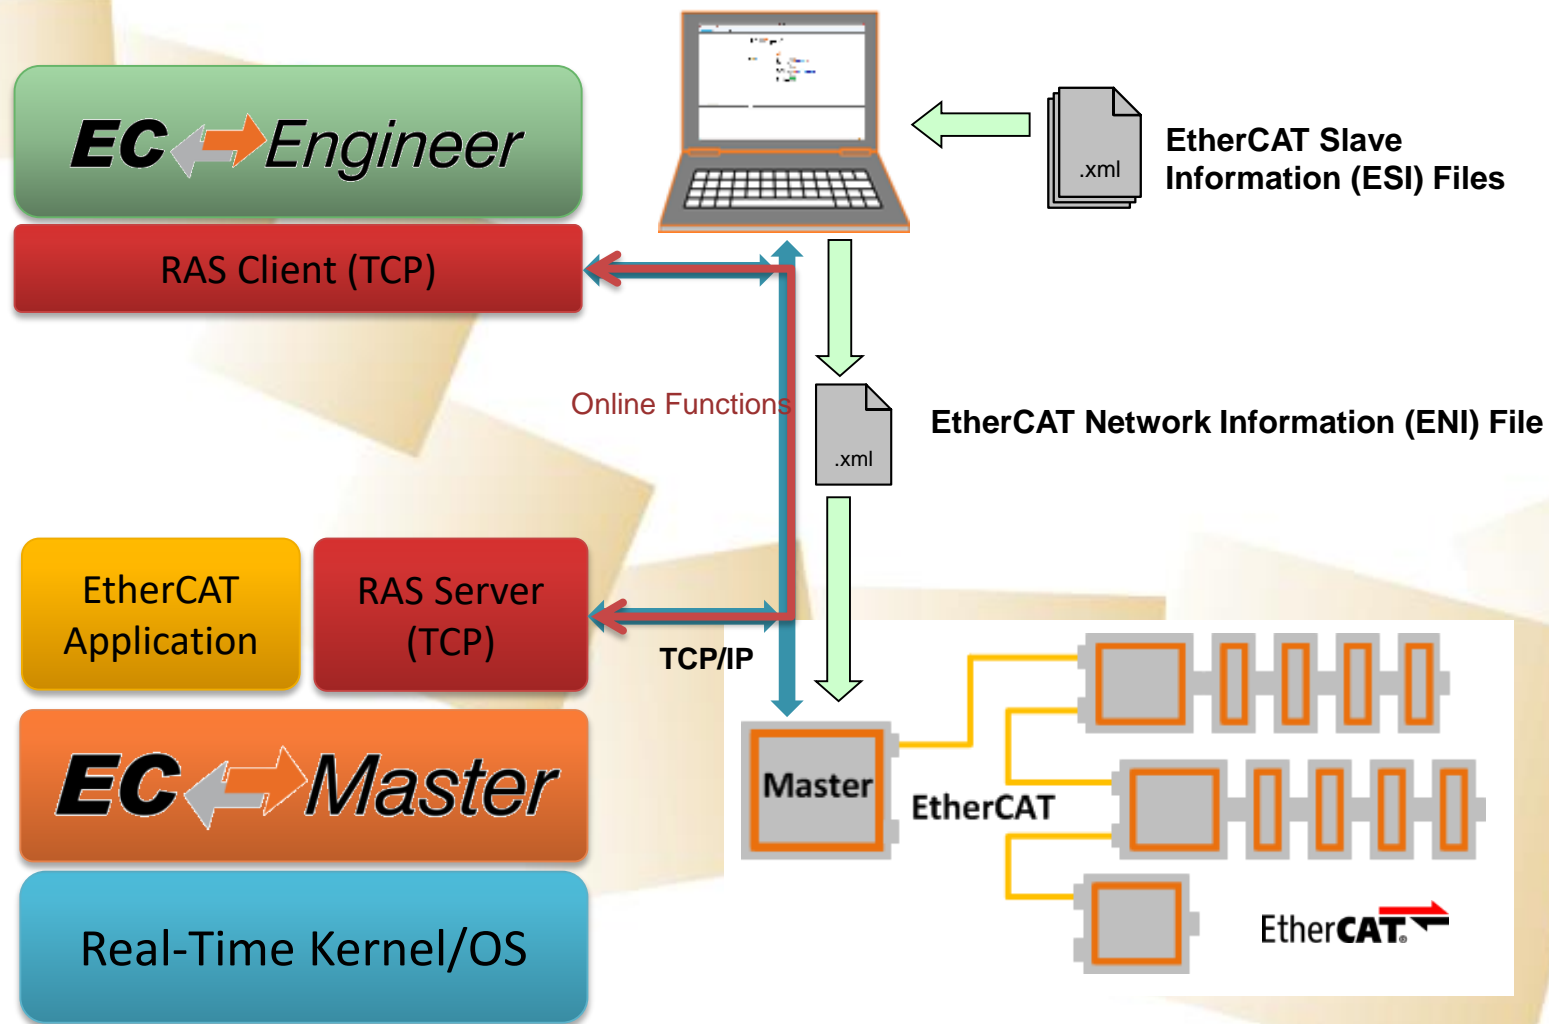 EC Engineer
RAS Client (TCP)
.xml
EtherCAT Slave
Information (ESI) Files
Online Functions
.xml
EtherCAT Network Information (ENI) File
EtherCAT
Application
RAS Server
(TCP)
TCP/IP
EC Master
Real-Time Kernel/OS
Master
EtherCAT
EtherCAT®